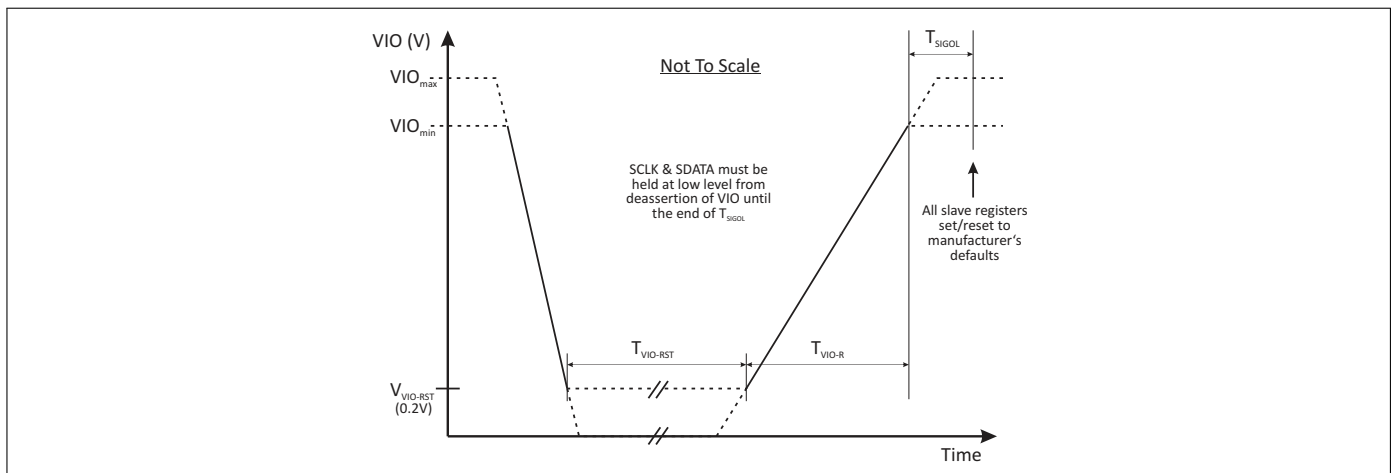 VIO (V)
T_SIGOL
Not To Scale
VIO_max
VIO_min
SCLK & SDATA must be
held at low level from
deassertion of VIO until
the end of T_SIGOL
All slave registers
set/reset to
manufacturer‘s
defaults
T_VIO-RST
T_VIO-R
V_VIO-RST
(0.2V)
Time